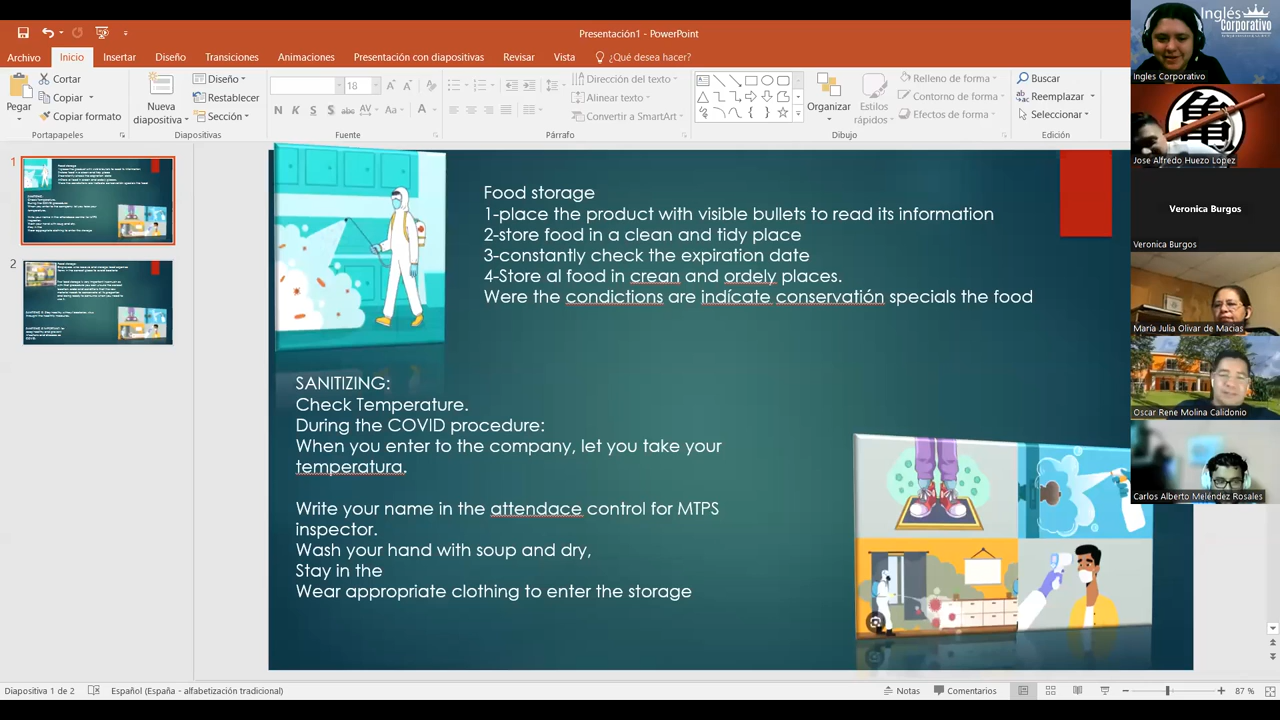 Presentación1 - PowerPoint
Archivo
Inicio
Insertar
Diseño
Transiciones
Animaciones
Presentación con diapositivas
Revisar
Vista
¿Qué desea hacer?
Pegar
Cortar
Copiar
Copiar formato
Portapapeles
Nueva diapositiva
Diseño
Restablecer
Sección
Diapositivas
18
N K S S abc AV Aa A
Fuente
Dirección del texto
Alinear texto
Convertir a SmartArt
Párrafo
Organizar
Estilos rápidos
Relleno de forma
Contorno de forma
Efectos de forma
Dibujo
Buscar
Reemplazar
Seleccionar
Edición
1
2
Food storage
1-place the product with visible bullets to read its information
2-store food in a clean and tidy place
3-constantly check the expiration date
4-Store al food in crean and ordely places.
Were the condictions are indícate conservatión specials the food
SANITIZING:
Check Temperature.
During the COVID procedure:
When you enter to the company, let you take your
temperatura.
Write your name in the attendace control for MTPS
inspector.
Wash your hand with soup and dry,
Stay in the
Wear appropriate clothing to enter the storage
Inglés
Corporativo
Ingles Corporativo
Jose Alfredo Huezo Lopez
Veronica Burgos
Veronica Burgos
María Julia Olivar de Macias
Oscar Rene Molina Calidonio
Carlos Alberto Meléndez Rosales
Diapositiva 1 de 2
Español (España - alfabetización tradicional)
Notas
Comentarios
87 %